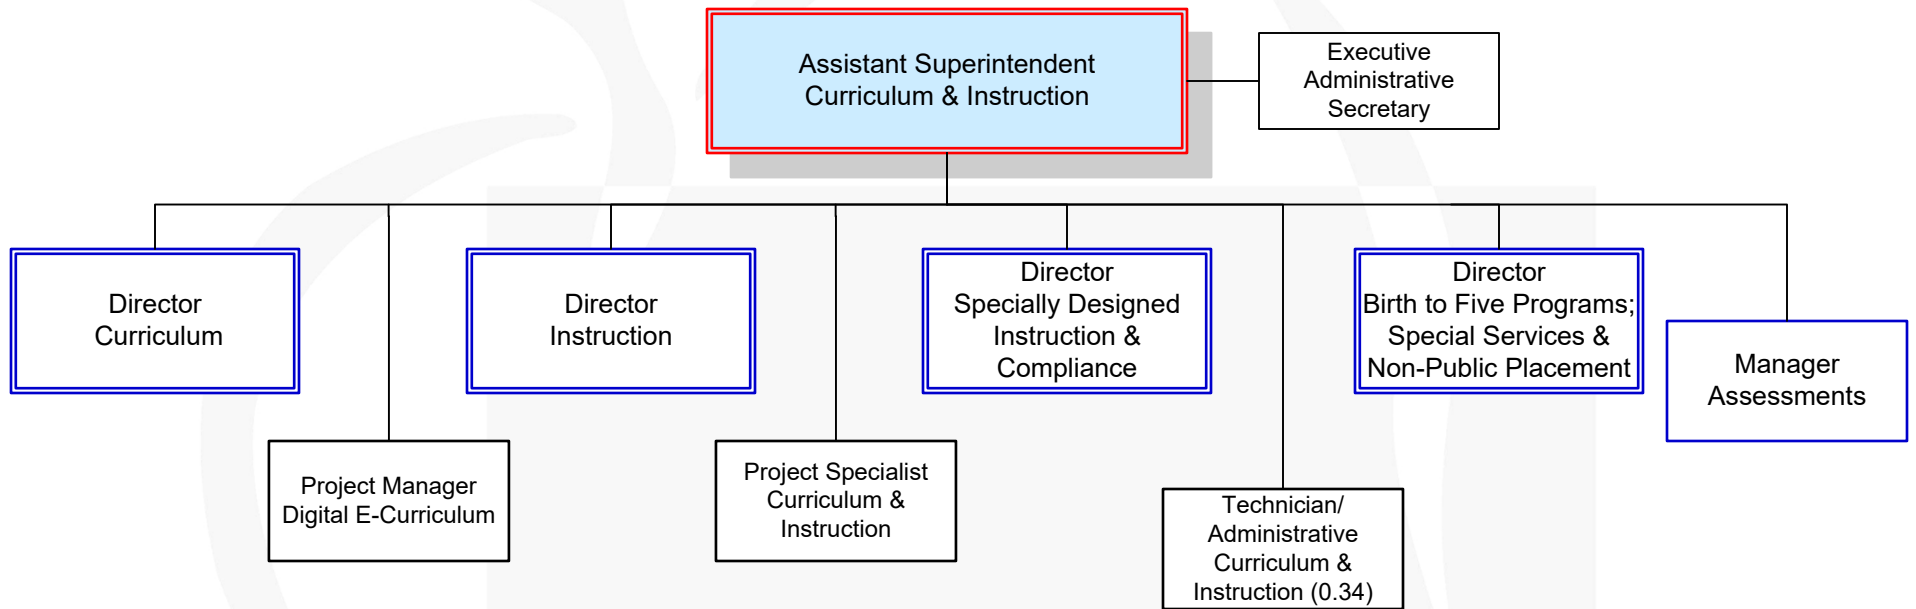 Assistant Superintendent
Curriculum & Instruction
Executive
Administrative
Secretary
Director
Curriculum
Director
Instruction
Director
Specially Designed
Instruction &
Compliance
Director
Birth to Five Programs;
Special Services &
Non-Public Placement
Manager
Assessments
Project Manager
Digital E-Curriculum
Project Specialist
Curriculum &
Instruction
Technician/
Administrative
Curriculum &
Instruction (0.34)